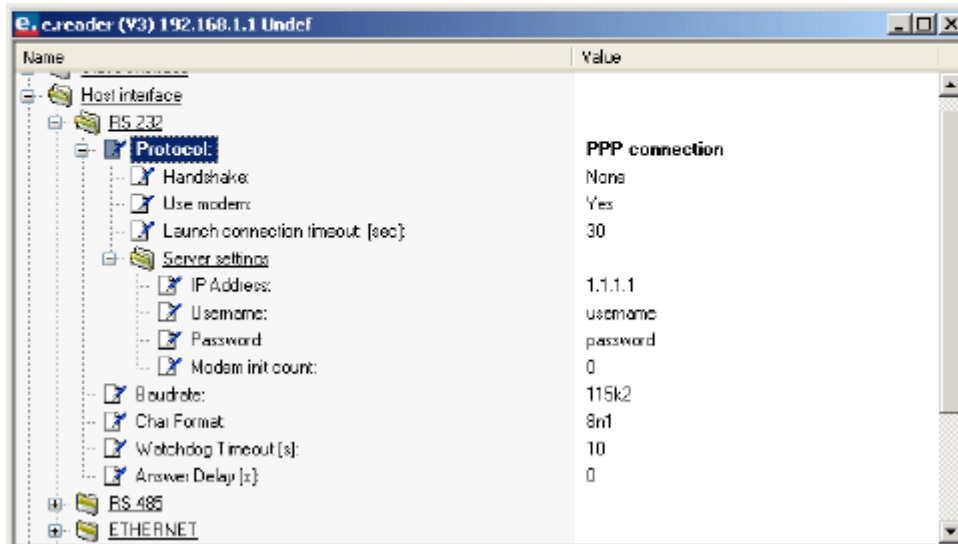 e. e.reader (V3) 192.168.1.1 Undef
Name Value
Host interface
RS 232
Protocol: PPP connection
Handshake: None
Use modem: Yes
Launch connection timeout [sec]: 30
Server settings
IP Address: 1.1.1.1
Username: username
Password: password
Modem init count: 0
Baudrate: 115k2
Char Format: 8n1
Watchdog Timeout [s]: 10
Answer Delay [s]: 0
RS 485
ETHERNET